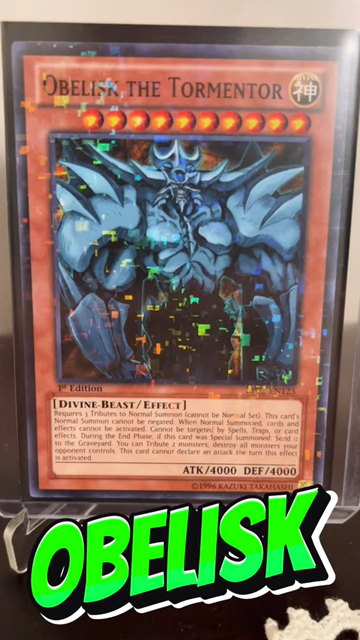 OBELISK THE TORMENTOR
神
1ST Edition
[DIVINE-BEAST/EFFECT]
Requires 3 Tributes to Normal Summon (cannot be Normal Set). This card's
Normal Summon cannot be negated. When Normal Summoned, cards and
effects cannot be activated. Cannot be targeted by Spells, Traps, or card
effects. During the End Phase, if this card was Special Summoned: Send it
to the Graveyard. You can Tribute 2 monsters; destroy all monsters your
opponent controls. This card cannot declare an attack the turn this effect
is activated.
ATK/4000 DEF/4000
©1996 KAZUKI TAKAHASHI
OBELISK